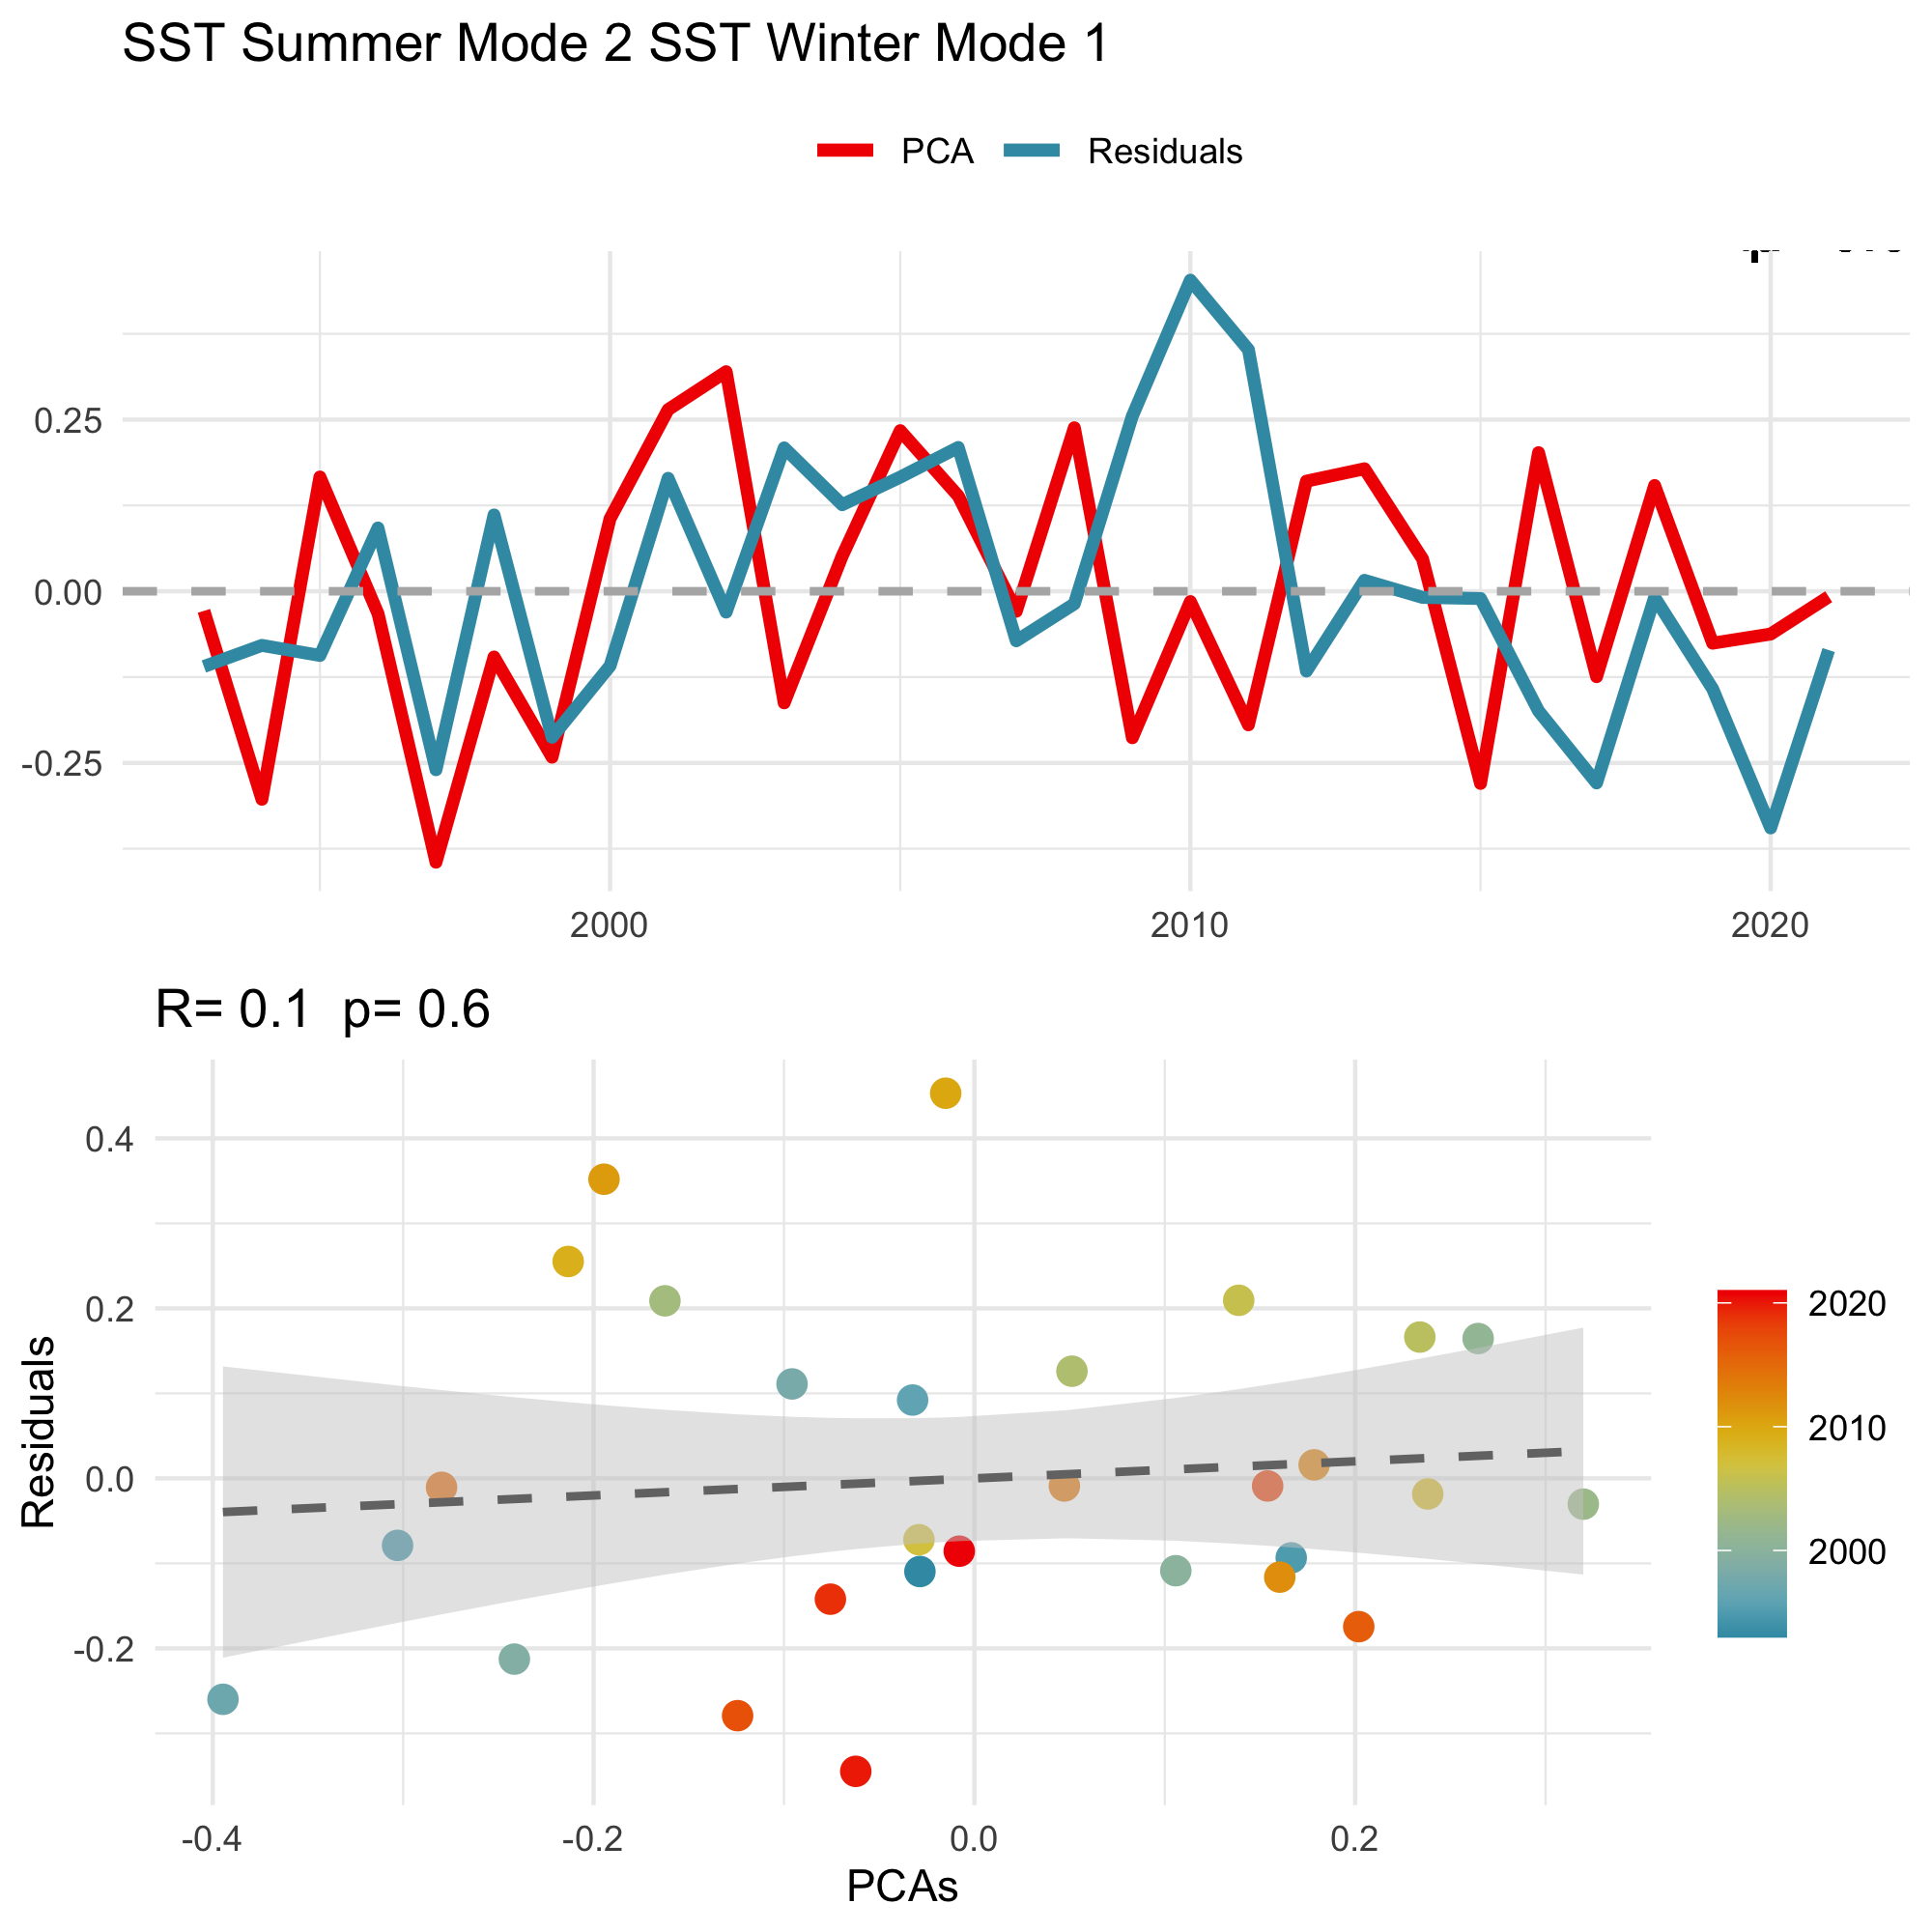 SST Summer Mode 2 SST Winter Mode 1
PCA Residuals
0.25
0.00
-0.25
2000 2010 2020
R= 0.1 p= 0.6
Residuals
0.4
0.2
0.0
-0.2
-0.4 -0.2 0.0 0.2
PCAs
2020
2010
2000